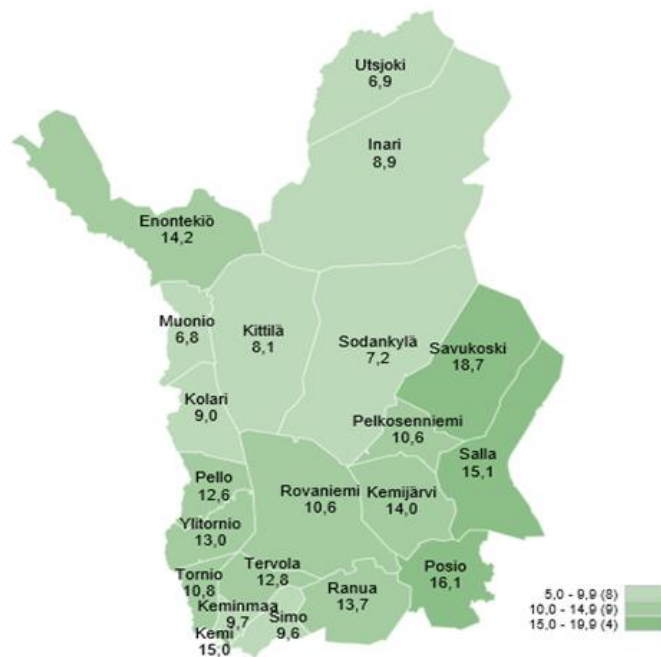 Utsjoki
6,9
Inari
8,9
Enontekiö
14,2
Muonio
6,8
Kittilä
8,1
Sodankylä
7,2
Savukoski
18,7
Kolari
9,0
Pelkosenniemi
10,6
Salla
15,1
Pello
12,6
Rovaniemi
10,6
Kemijärvi
14,0
Ylitornio
13,0
Tervola
12,8
Posio
16,1
Tornio
10,8
Ranua
13,7
Keminmaa
9,7
Simo
9,6
Kemi
15,0
5,0 - 9,9 (8)
10,0 - 14,9 (9)
15,0 - 19,9 (4)